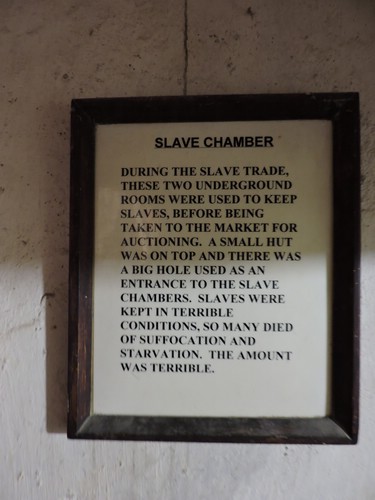 SLAVE CHAMBER
DURING THE SLAVE TRADE,
THESE TWO UNDERGROUND
ROOMS WERE USED TO KEEP
SLAVES, BEFORE BEING
TAKEN TO THE MARKET FOR
AUCTIONING. A SMALL HUT
WAS ON TOP AND THERE WAS
A BIG HOLE USED AS AN
ENTRANCE TO THE SLAVE
CHAMBERS. SLAVES WERE
KEPT IN TERRIBLE
CONDITIONS, SO MANY DIED
OF SUFFOCATION AND
STARVATION. THE AMOUNT
WAS TERRIBLE.